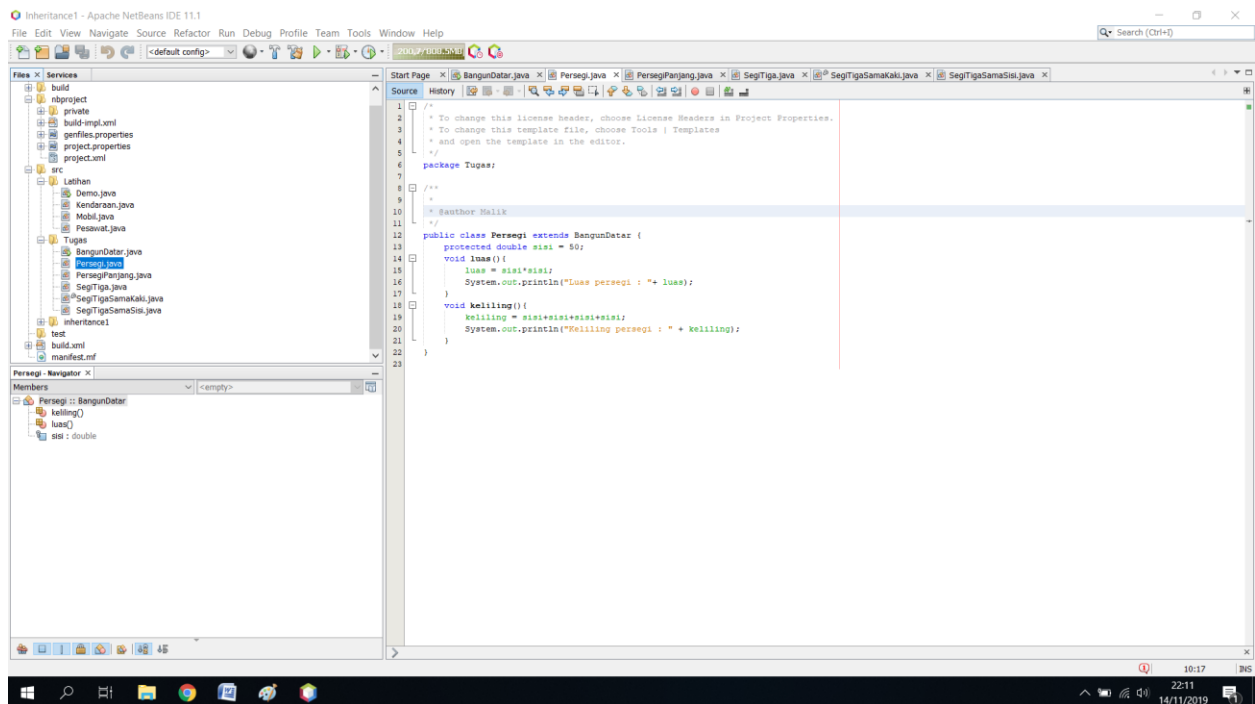 Inheritance1 - Apache NetBeans IDE 11.1
File Edit View Navigate Source Refactor Run Debug Profile Team Tools Window Help
Search (Ctrl+I)
<default config>
Files Services
build
nbproject
private
build-impl.xml
genfiles.properties
project.properties
project.xml
src
Latihan
Demo.java
Kendaraan.java
Mobil.java
Pesawat.java
Tugas
BangunDatar.java
Persegi.java
PersegiPanjang.java
SegiTiga.java
SegiTigaSamaKaki.java
SegiTigaSamaSisi.java
inheritance1
test
build.xml
manifest.mf
Persegi - Navigator
Members <empty>
Persegi :: BangunDatar
keliling()
luas()
sisi : double
Start Page BangunDatar.java Persegi.java PersegiPanjang.java SegiTiga.java SegiTigaSamaKaki.java SegiTigaSamaSisi.java
Source History
1 /*
2 * To change this license header, choose License Headers in Project Properties.
3 * To change this template file, choose Tools | Templates
4 * and open the template in the editor.
5 */
6 package Tugas;
7
8 /**
9 *
10 * @author Malik
11 */
12 public class Persegi extends BangunDatar {
13 protected double sisi = 50;
14 void luas(){
15 luas = sisi*sisi;
16 System.out.println("Luas persegi : "+ luas);
17 }
18 void keliling(){
19 keliling = sisi+sisi+sisi+sisi;
20 System.out.println("Keliling persegi : " + keliling);
21 }
22 }
23
10:17 INS
22:11
14/11/2019